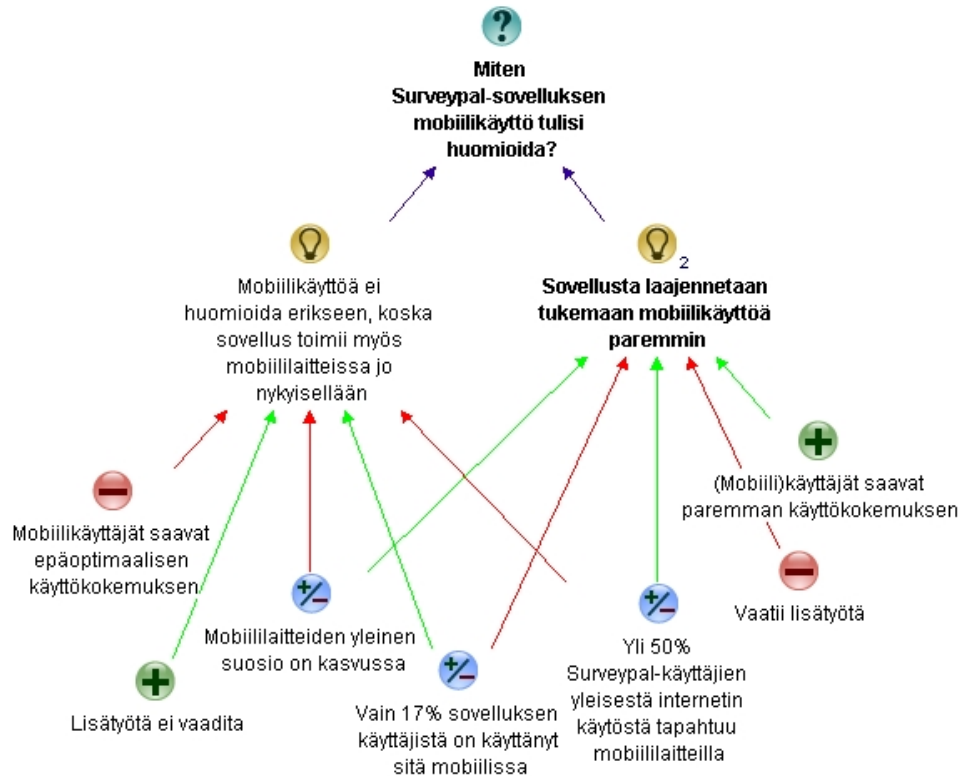 Miten
Surveypal-sovelluksen
mobiilikäyttö tulisi
huomioida?
Mobiilikäyttöä ei
huomioida erikseen, koska
sovellus toimii myös
mobiililaitteissa jo
nykyisellään
2
Sovellusta laajennetaan
tukemaan mobiilikäyttöä
paremmin
Mobiilikäyttäjät saavat
epäoptimaalisen
käyttökokemuksen
(Mobiili)käyttäjät saavat
paremman käyttökokemuksen
Mobiililaitteiden yleinen
suosio on kasvussa
Vaatii lisätyötä
Lisätyötä ei vaadita
Vain 17% sovelluksen
käyttäjistä on käyttänyt
sitä mobiilissa
Yli 50%
Surveypal-käyttäjien
yleisestä internetin
käytöstä tapahtuu
mobiililaitteilla